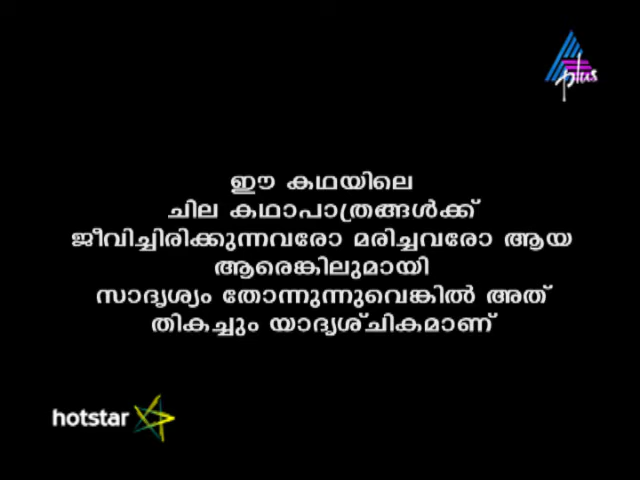 plus
ഈ കഥയിലെ
ചില കഥാപാത്രങ്ങൾക്ക്
ജീവിച്ചിരിക്കുന്നവരോ മരിച്ചവരോ ആയ
ആരെങ്കിലുമായി
സാദൃശ്യം തോന്നുന്നുവെങ്കിൽ അത്
തികച്ചും യാദൃശ്ചികമാണ്
hotstar